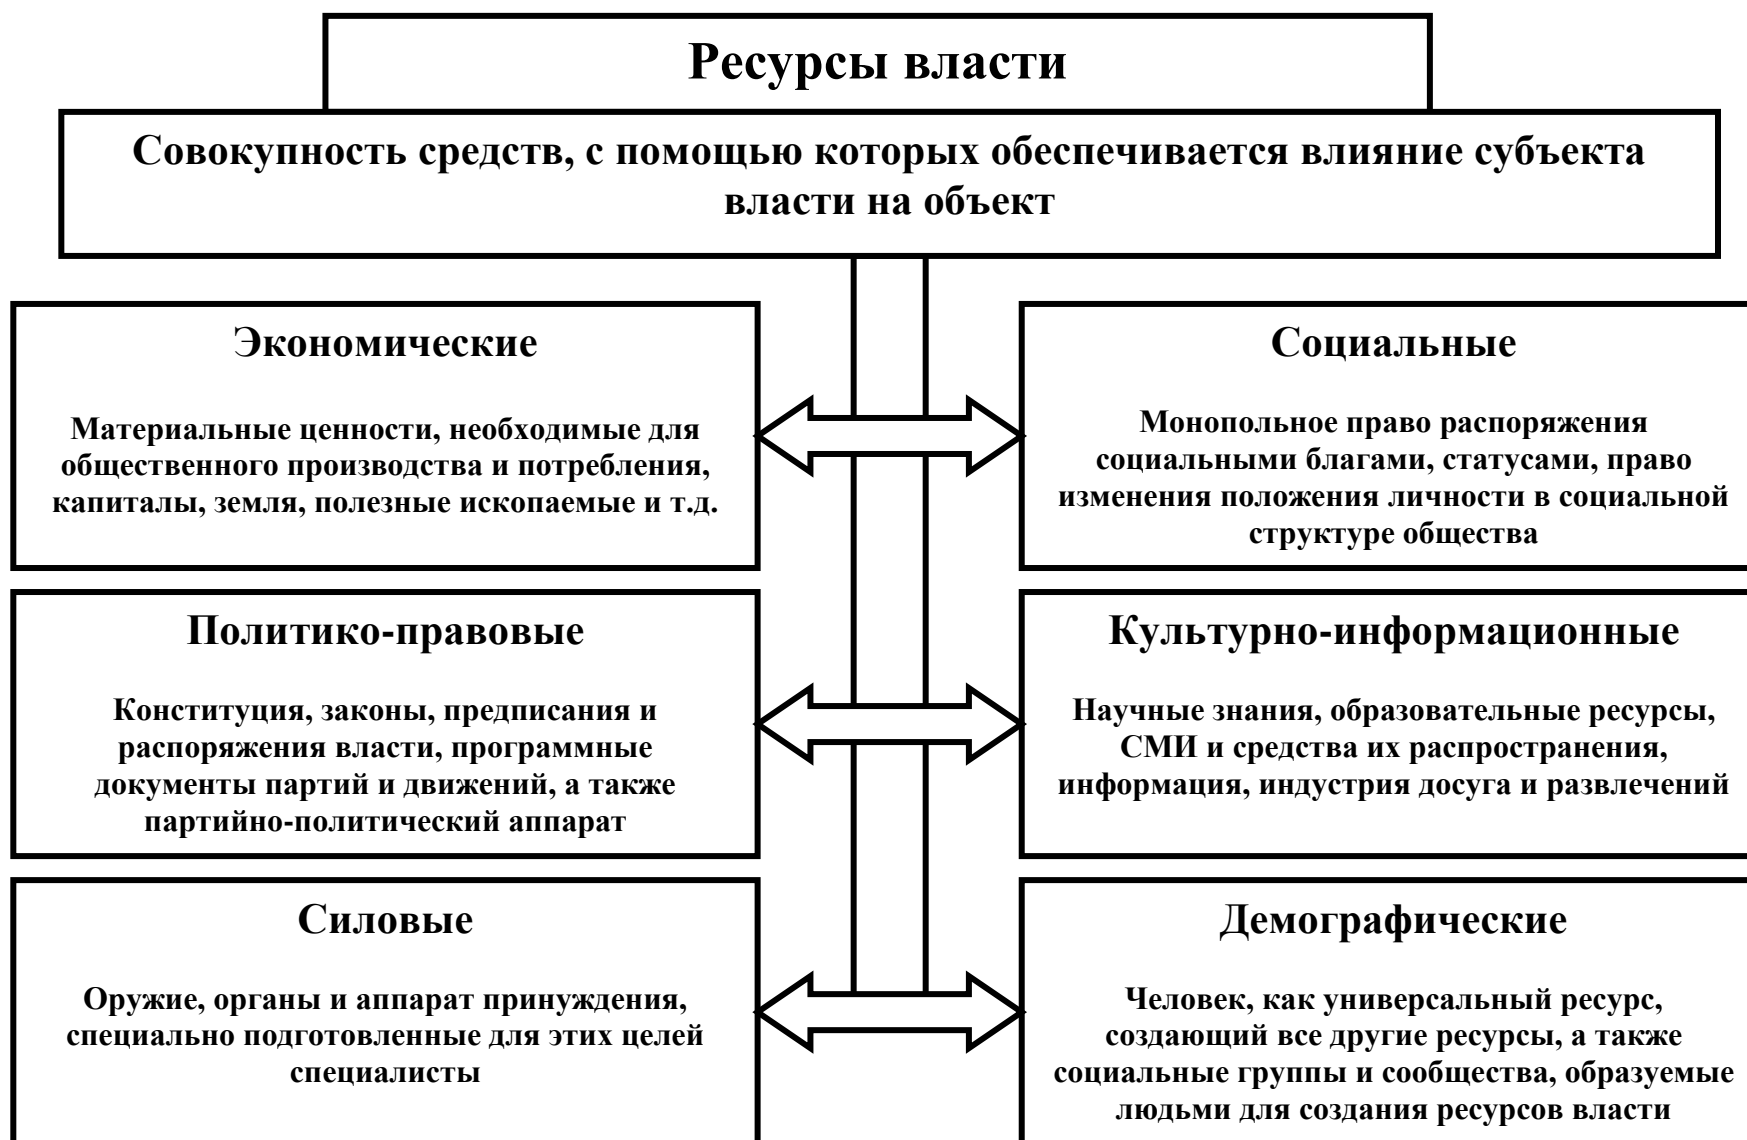 Ресурсы власти
Совокупность средств, с помощью которых обеспечивается влияние субъекта
власти на объект
Экономические
Материальные ценности, необходимые для
общественного производства и потребления,
капиталы, земля, полезные ископаемые и т.д.
Социальные
Монопольное право распоряжения
социальными благами, статусами, право
изменения положения личности в социальной
структуре общества
Политико-правовые
Конституция, законы, предписания и
распоряжения власти, программные
документы партий и движений, а также
партийно-политический аппарат
Культурно-информационные
Научные знания, образовательные ресурсы,
СМИ и средства их распространения,
информация, индустрия досуга и развлечений
Силовые
Оружие, органы и аппарат принуждения,
специально подготовленные для этих целей
специалисты
Демографические
Человек, как универсальный ресурс,
создающий все другие ресурсы, а также
социальные группы и сообщества, образуемые
людьми для создания ресурсов власти